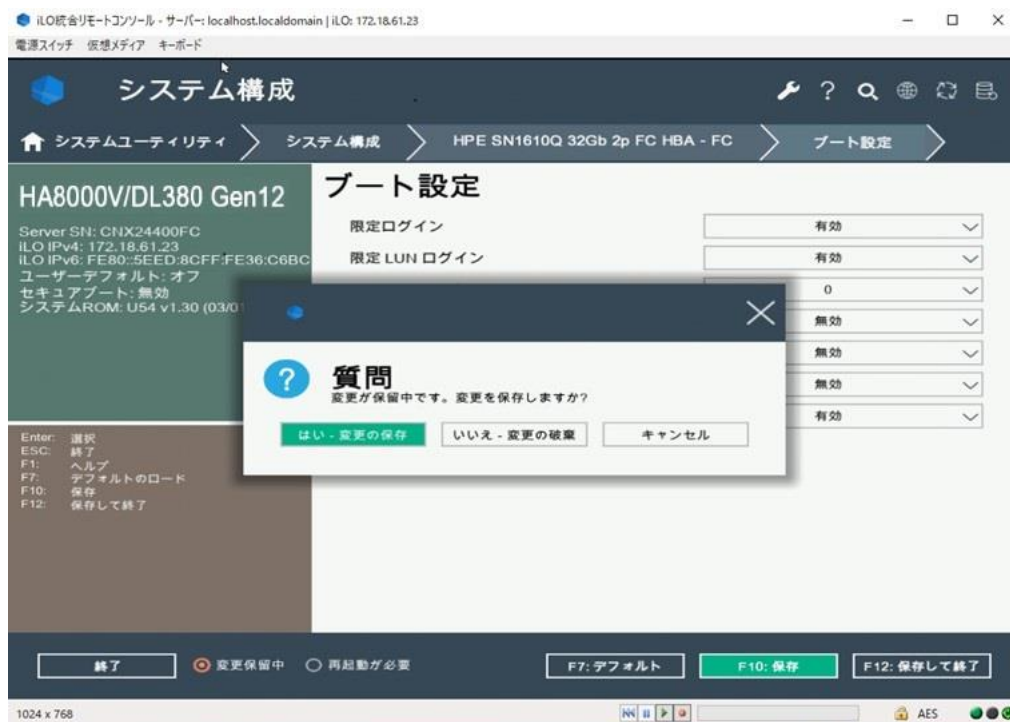 iLO統合リモートコンソール - サーバー: localhost.localdomain | iLO: 172.18.61.23
電源スイッチ 仮想メディア キーボード
システム構成
システムユーティリティ システム構成 HPE SN1610Q 32Gb 2p FC HBA - FC ブート設定
HA8000V/DL380 Gen12
Server SN: CNX24400FC
iLO IPv4: 172.18.61.23
iLO IPv6: FE80::5EED:8CFF:FE36:C6BC
ユーザーデフォルト: オフ
セキュアブート: 無効
システムROM: U54 v1.30 (03/01
Enter: 選択
ESC: 終了
F1: ヘルプ
F7: デフォルトのロード
F10: 保存
F12: 保存して終了
ブート設定
限定ログイン 有効
限定 LUN ログイン 有効
0
無効
無効
無効
有効
質問
変更が保留中です。変更を保存しますか?
はい - 変更の保存 いいえ - 変更の破棄 キャンセル
終了 変更保留中 再起動が必要 F7: デフォルト F10: 保存 F12: 保存して終了
1024 x 768 AES